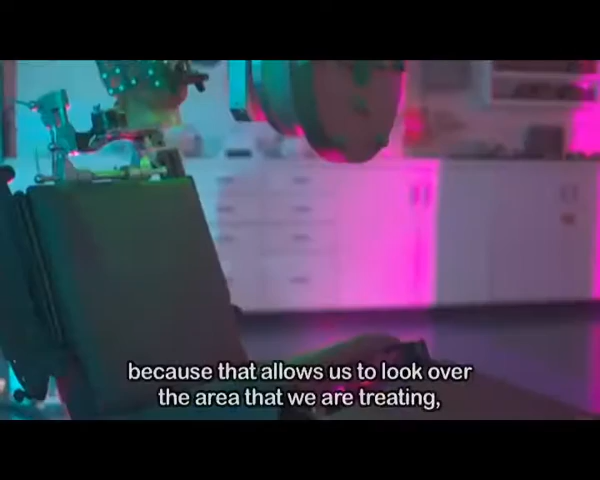 because that allows us to look over
the area that we are treating,